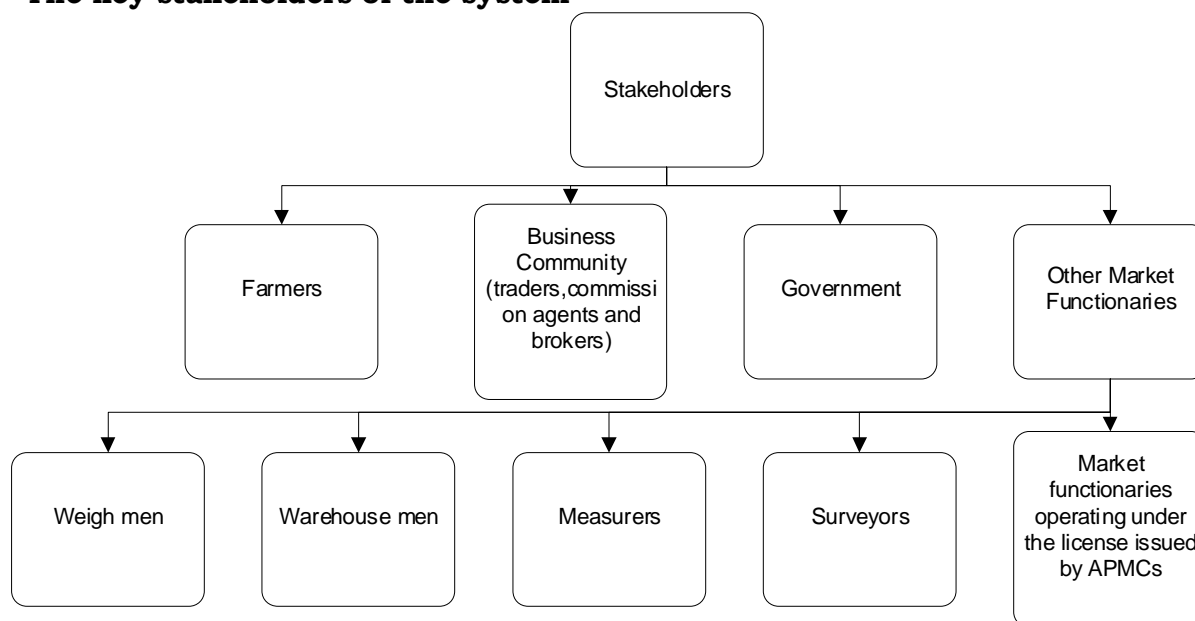 The key stakeholders of the system
Stakeholders
Farmers
Business
Community
(traders,commissi
on agents and
brokers)
Government
Other Market
Functionaries
Weigh men
Warehouse men
Measurers
Surveyors
Market
functionaries
operating under
the license issued
by APMCs